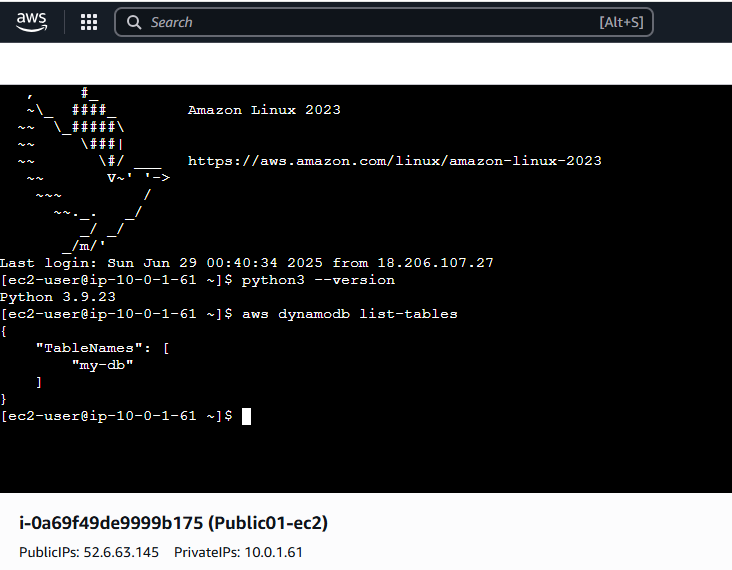 aws
Search [Alt+S]
   ,     #_
   ~\_  ####_        Amazon Linux 2023
  ~~  \_#####\
  ~~     \###|
  ~~       \#/ ___   https://aws.amazon.com/linux/amazon-linux-2023
   ~~       V~' '->
    ~~~         /
      ~~._.   _/
         _/ _/
       _/m/'
Last login: Sun Jun 29 00:40:34 2025 from 18.206.107.27
[ec2-user@ip-10-0-1-61 ~]$ python3 --version
Python 3.9.23
[ec2-user@ip-10-0-1-61 ~]$ aws dynamodb list-tables
{
    "TableNames": [
        "my-db"
    ]
}
[ec2-user@ip-10-0-1-61 ~]$
i-0a69f49de9999b175 (Public01-ec2)
PublicIPs: 52.6.63.145 PrivateIPs: 10.0.1.61